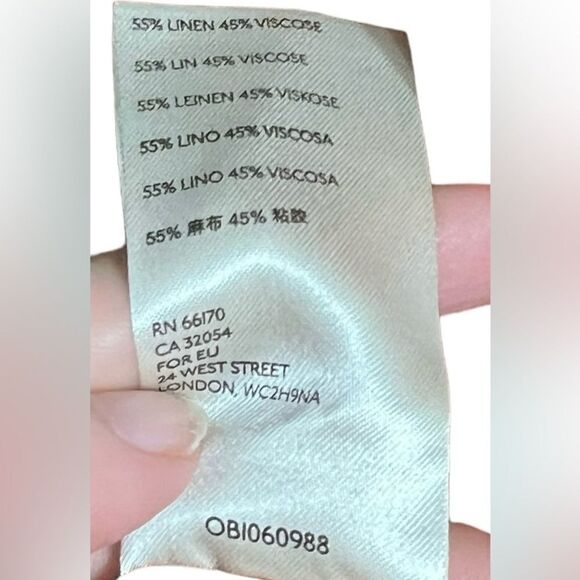 55% LINEN 45% VISCOSE
55% LIN 45% VISCOSE
55% LEINEN 45% VISKOSE
55% LINO 45% VISCOSA
55% LINO 45% VISCOSA
55% 麻布 45% 粘胶
RN 66170
CA 32054
FOR EU
24 WEST STREET
LONDON, WC2H9NA
OBI060988